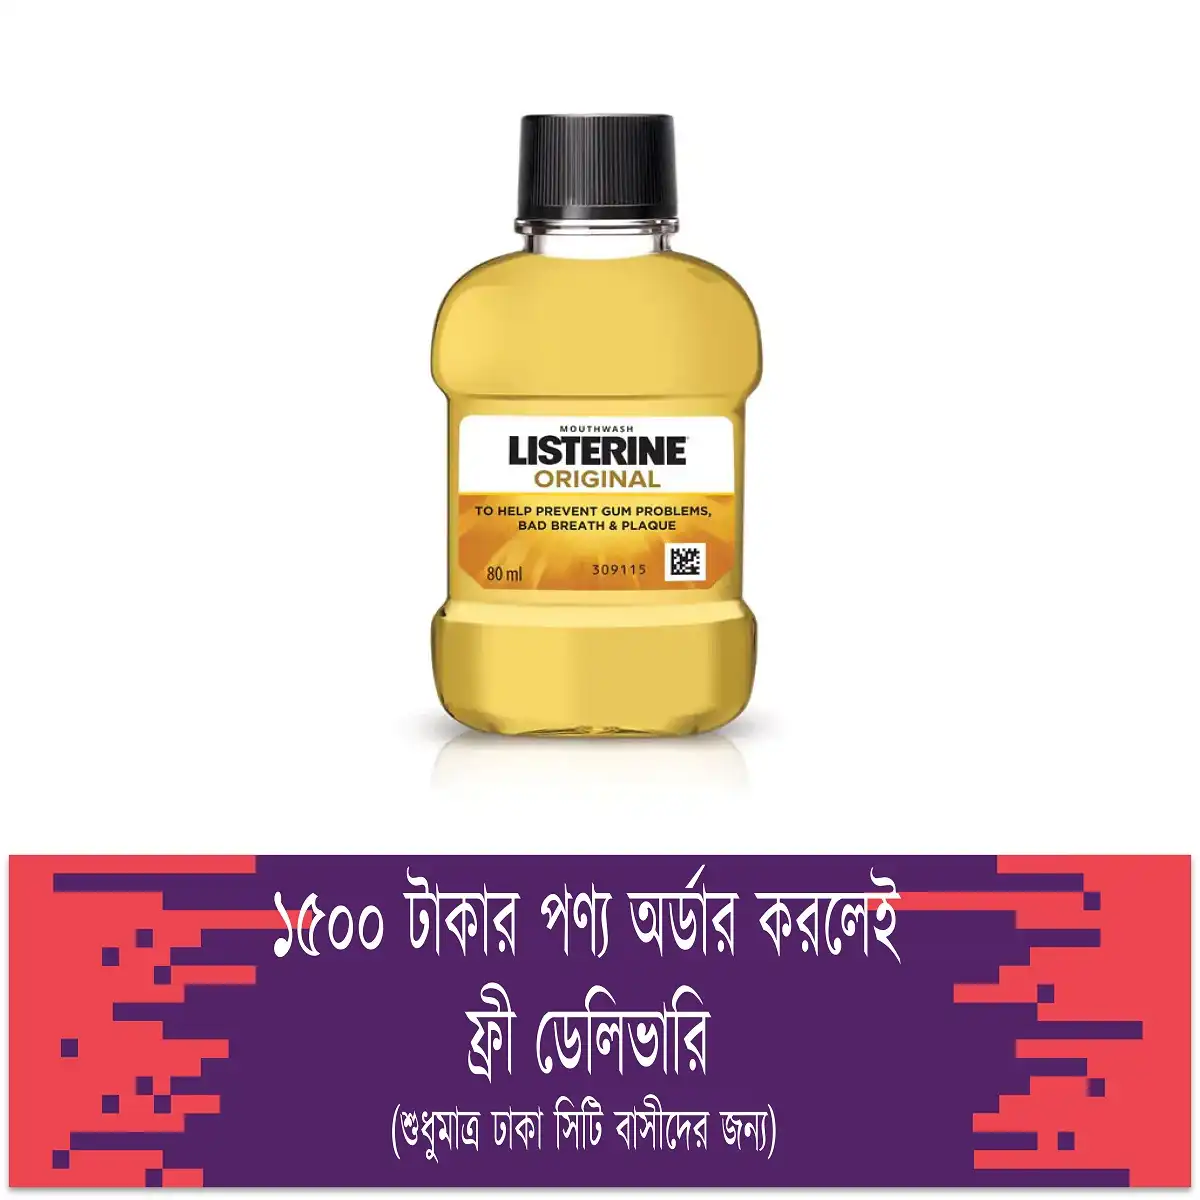 MOUTHWASH
LISTERINE
ORIGINAL
TO HELP PREVENT GUM PROBLEMS,
BAD BREATH & PLAQUE
80 ml 309115
১৫০০ টাকার পণ্য অর্ডার করলেই
ফ্রী ডেলিভারি
(শুধুমাত্র ঢাকা সিটি বাসীদের জন্য)